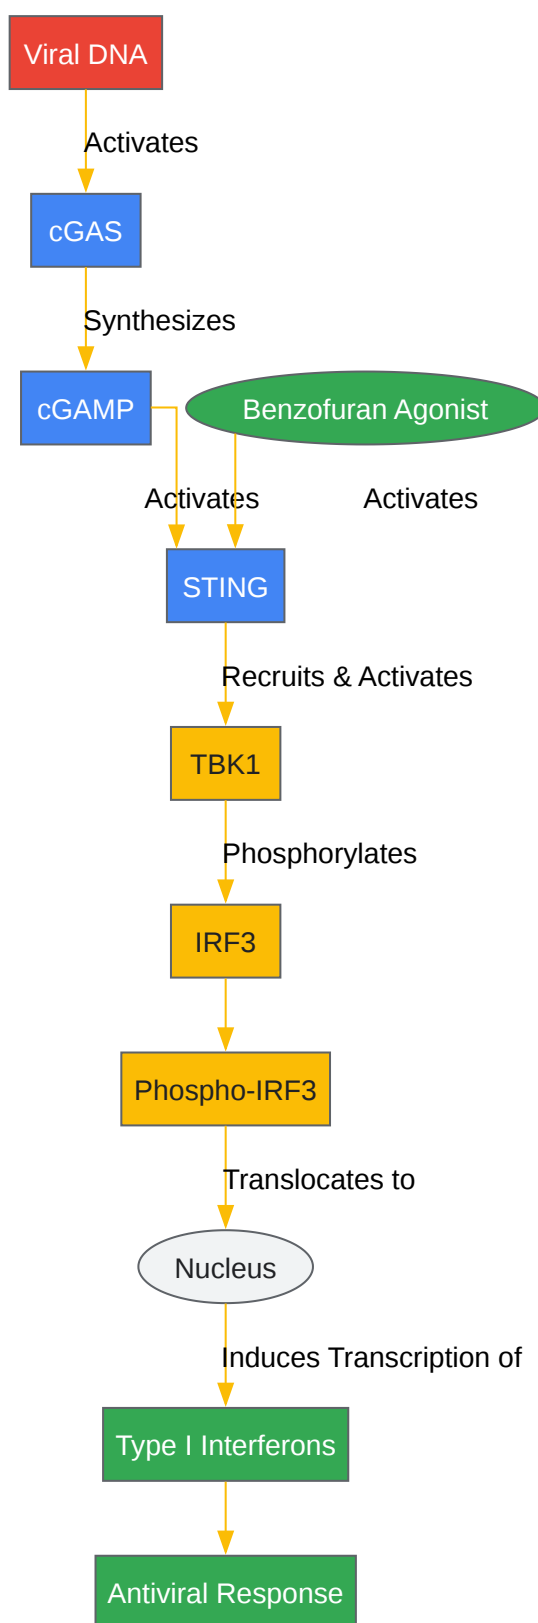 Viral DNA
Activates
cGAS
Synthesizes
cGAMP
Benzofuran Agonist
Activates
Activates
STING
Recruits & Activates
TBK1
Phosphorylates
IRF3
Phospho-IRF3
Translocates to
Nucleus
Induces Transcription of
Type I Interferons
Antiviral Response